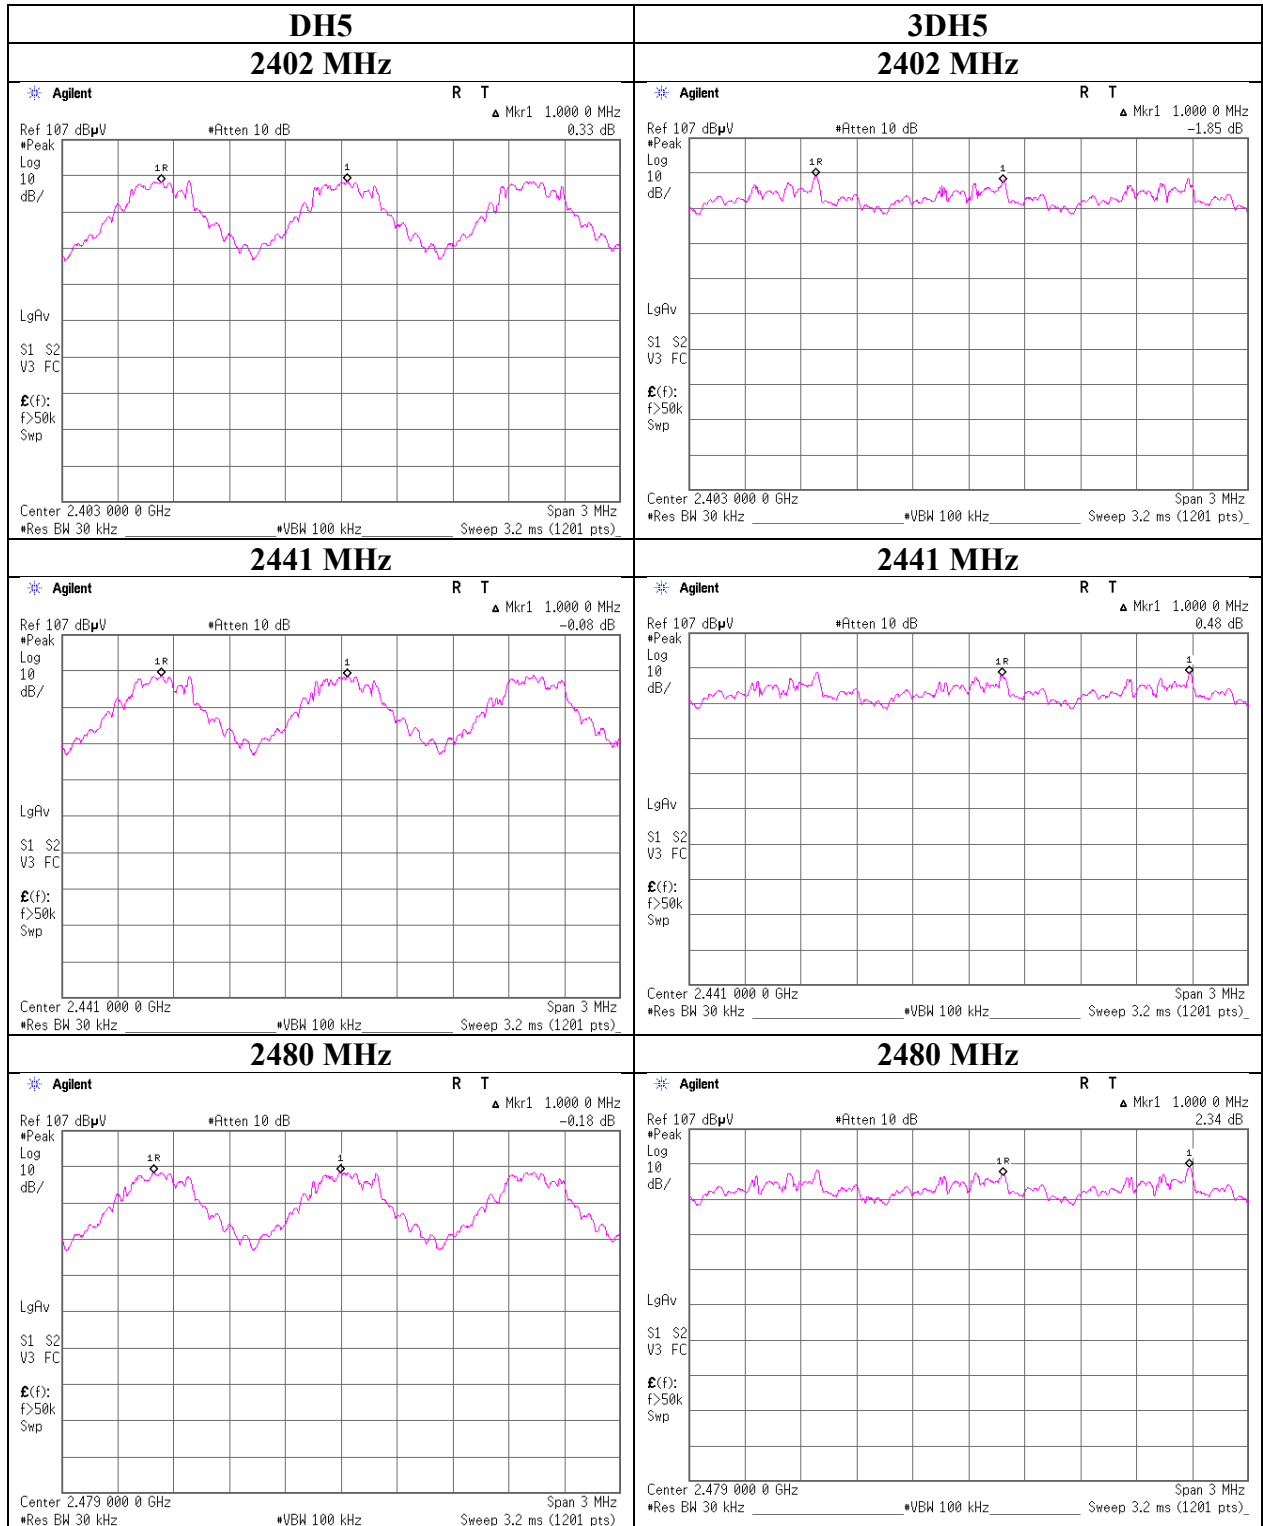 DH5 3DH5
2402 MHz 2402 MHz
Agilent R T
Δ Mkr1 1.000 0 MHz
Ref 107 dBµV #Atten 10 dB 0.33 dB
#Peak
Log
10
dB/
1R
1
LgAv
S1 S2
V3 FC
£(f):
f>50k
Swp
Center 2.403 000 0 GHz Span 3 MHz
#Res BW 30 kHz #VBW 100 kHz Sweep 3.2 ms (1201 pts)
Agilent R T
Δ Mkr1 1.000 0 MHz
Ref 107 dBµV #Atten 10 dB -1.85 dB
#Peak
Log
10
dB/
1R
1
LgAv
S1 S2
V3 FC
£(f):
f>50k
Swp
Center 2.403 000 0 GHz Span 3 MHz
#Res BW 30 kHz #VBW 100 kHz Sweep 3.2 ms (1201 pts)
2441 MHz 2441 MHz
Agilent R T
Δ Mkr1 1.000 0 MHz
Ref 107 dBµV #Atten 10 dB -0.08 dB
#Peak
Log
10
dB/
1R
1
LgAv
S1 S2
V3 FC
£(f):
f>50k
Swp
Center 2.441 000 0 GHz Span 3 MHz
#Res BW 30 kHz #VBW 100 kHz Sweep 3.2 ms (1201 pts)
Agilent R T
Δ Mkr1 1.000 0 MHz
Ref 107 dBµV #Atten 10 dB 0.48 dB
#Peak
Log
10
dB/
1R
1
LgAv
S1 S2
V3 FC
£(f):
f>50k
Swp
Center 2.441 000 0 GHz Span 3 MHz
#Res BW 30 kHz #VBW 100 kHz Sweep 3.2 ms (1201 pts)
2480 MHz 2480 MHz
Agilent R T
Δ Mkr1 1.000 0 MHz
Ref 107 dBµV #Atten 10 dB -0.18 dB
#Peak
Log
10
dB/
1R
1
LgAv
S1 S2
V3 FC
£(f):
f>50k
Swp
Center 2.479 000 0 GHz Span 3 MHz
#Res BW 30 kHz #VBW 100 kHz Sweep 3.2 ms (1201 pts)
Agilent R T
Δ Mkr1 1.000 0 MHz
Ref 107 dBµV #Atten 10 dB 2.34 dB
#Peak
Log
10
dB/
1R
1
LgAv
S1 S2
V3 FC
£(f):
f>50k
Swp
Center 2.479 000 0 GHz Span 3 MHz
#Res BW 30 kHz #VBW 100 kHz Sweep 3.2 ms (1201 pts)